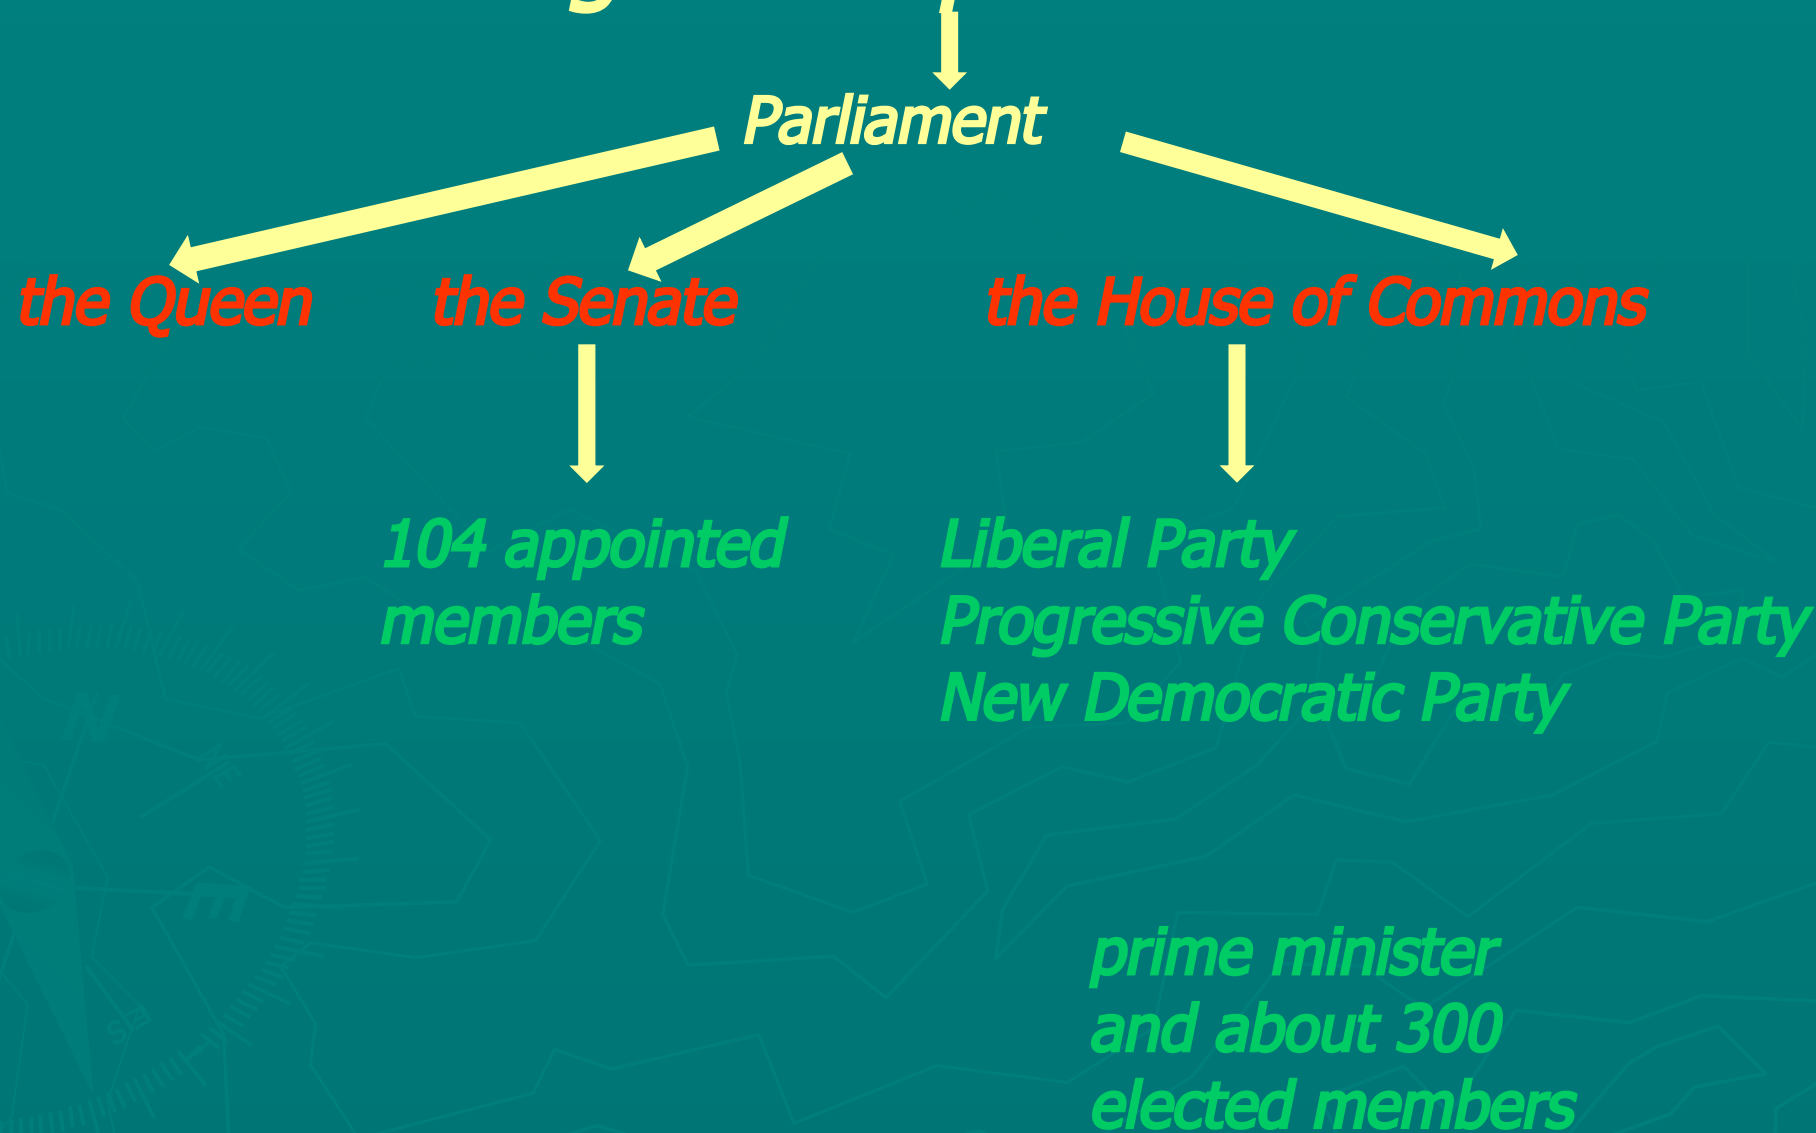 Parliament
the Queen the Senate the House of Commons
104 appointed
members
Liberal Party
Progressive Conservative Party
New Democratic Party
prime minister
and about 300
elected members
N
E